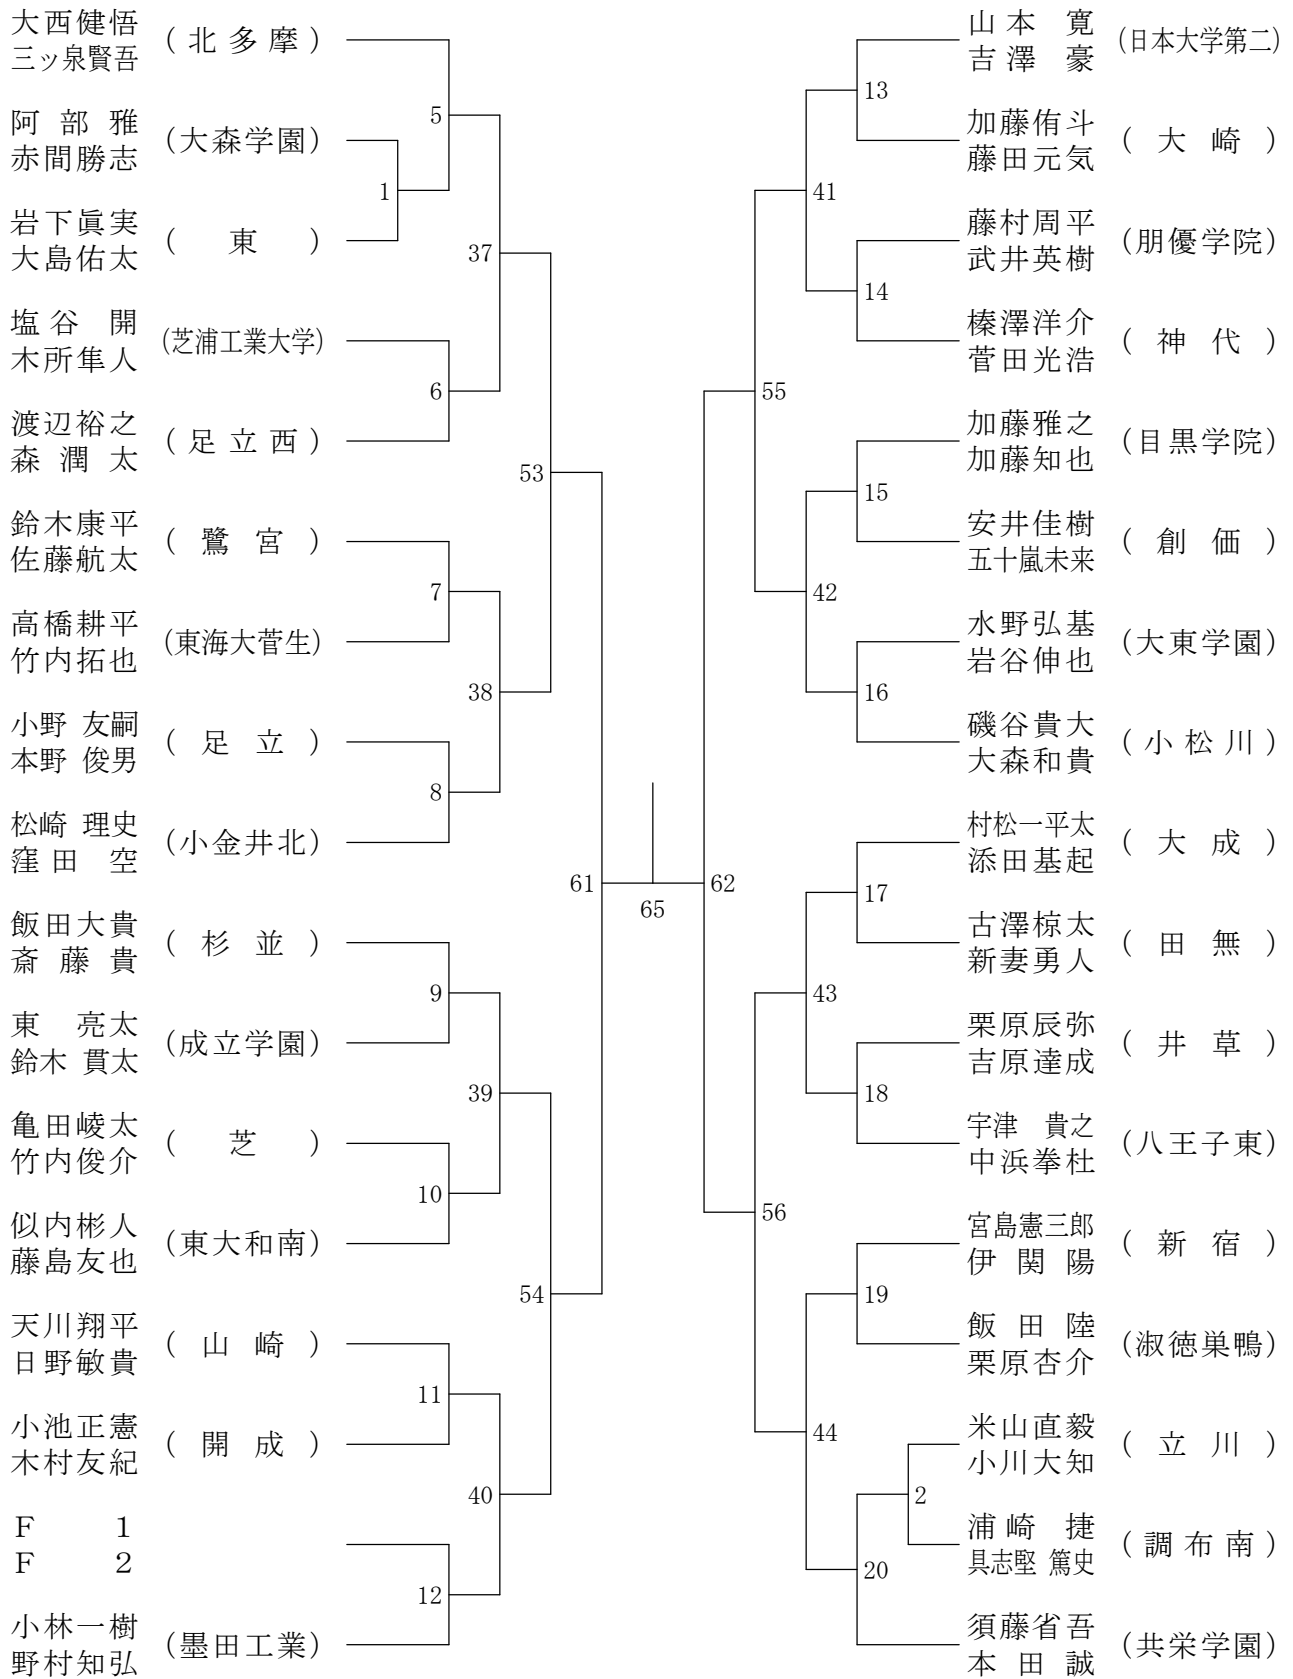 大西健悟
三ッ泉賢吾
(北多摩)
阿部雅
赤間勝志
(大森学園)
岩下眞実
大島佑太
(東)
塩谷 開
木所隼人
(芝浦工業大学)
渡辺裕之
森潤太
(足立西)
鈴木康平
佐藤航太
(鷺宮)
高橋耕平
竹内拓也
(東海大菅生)
小野 友嗣
本野 俊男
(足立)
松崎 理史
窪田 空
(小金井北)
飯田大貴
斎藤貴
(杉並)
東 亮太
鈴木 貫太
(成立学園)
亀田崚太
竹内俊介
(芝)
似内彬人
藤島友也
(東大和南)
天川翔平
日野敏貴
(山崎)
小池正憲
木村友紀
(開成)
F 1
F 2
小林一樹
野村知弘
(墨田工業)
1
5
6
7
8
9
10
11
12
37
38
39
40
53
54
61
65
62
55
56
41
42
43
44
13
14
15
16
17
18
19
2
20
山本 寛
吉澤 豪
(日本大学第二)
加藤侑斗
藤田元気
(大崎)
藤村周平
武井英樹
(朋優学院)
榛澤洋介
菅田光浩
(神代)
加藤雅之
加藤知也
(目黒学院)
安井佳樹
五十嵐未来
(創価)
水野弘基
岩谷伸也
(大東学園)
磯谷貴大
大森和貴
(小松川)
村松一平太
添田基起
(大成)
古澤椋太
新妻勇人
(田無)
栗原辰弥
吉原達成
(井草)
宇津 貴之
中浜拳杜
(八王子東)
宮島憲三郎
伊関陽
(新宿)
飯田陸
栗原杏介
(淑徳巣鴨)
米山直毅
小川大知
(立川)
浦崎 捷
具志堅 篤史
(調布南)
須藤省吾
本田誠
(共栄学園)